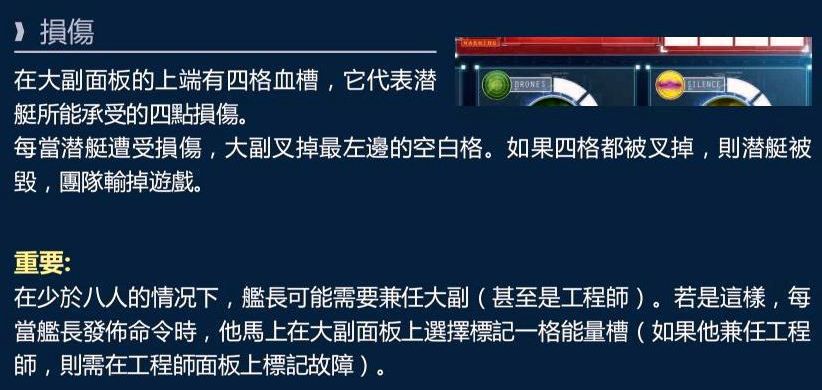 損傷
WARNING
DRONES
SILENCE
在大副面板的上端有四格血槽，它代表潜
艇所能承受的四點損傷。
每當潜艇遭受損傷，大副叉掉最左邊的空白格。如果四格都被叉掉，則潜艇被
毀，團隊輸掉遊戲。
重要:
在少於八人的情况下，艦長可能需要兼任大副（甚至是工程師）。若是這樣，每
當艦長發佈命令時，他馬上在大副面板上選擇標記一格能量槽（如果他兼任工程
師，則需在工程師面板上標記故障）。